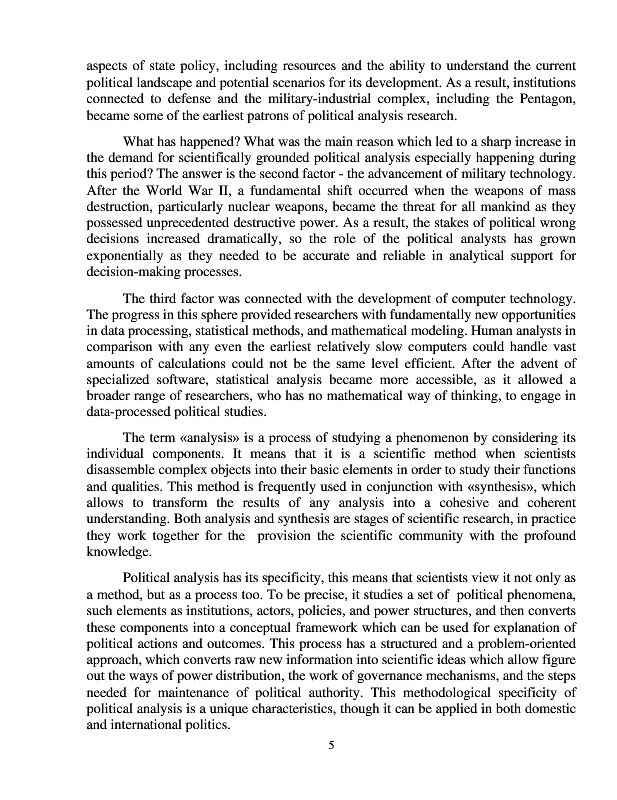 aspects of state policy, including resources and the ability to understand the current
political landscape and potential scenarios for its development. As a result, institutions
connected to defense and the military-industrial complex, including the Pentagon,
became some of the earliest patrons of political analysis research.
What has happened? What was the main reason which led to a sharp increase in
the demand for scientifically grounded political analysis especially happening during
this period? The answer is the second factor - the advancement of military technology.
After the World War II, a fundamental shift occurred when the weapons of mass
destruction, particularly nuclear weapons, became the threat for all mankind as they
possessed unprecedented destructive power. As a result, the stakes of political wrong
decisions increased dramatically, so the role of the political analysts has grown
exponentially as they needed to be accurate and reliable in analytical support for
decision-making processes.
The third factor was connected with the development of computer technology.
The progress in this sphere provided researchers with fundamentally new opportunities
in data processing, statistical methods, and mathematical modeling. Human analysts in
comparison with any even the earliest relatively slow computers could handle vast
amounts of calculations could not be the same level efficient. After the advent of
specialized software, statistical analysis became more accessible, as it allowed a
broader range of researchers, who has no mathematical way of thinking, to engage in
data-processed political studies.
The term «analysis» is a process of studying a phenomenon by considering its
individual components. It means that it is a scientific method when scientists
disassemble complex objects into their basic elements in order to study their functions
and qualities. This method is frequently used in conjunction with «synthesis», which
allows to transform the results of any analysis into a cohesive and coherent
understanding. Both analysis and synthesis are stages of scientific research, in practice
they work together for the provision the scientific community with the profound
knowledge.
Political analysis has its specificity, this means that scientists view it not only as
a method, but as a process too. To be precise, it studies a set of political phenomena,
such elements as institutions, actors, policies, and power structures, and then converts
these components into a conceptual framework which can be used for explanation of
political actions and outcomes. This process has a structured and a problem-oriented
approach, which converts raw new information into scientific ideas which allow figure
out the ways of power distribution, the work of governance mechanisms, and the steps
needed for maintenance of political authority. This methodological specificity of
political analysis is a unique characteristics, though it can be applied in both domestic
and international politics.
5